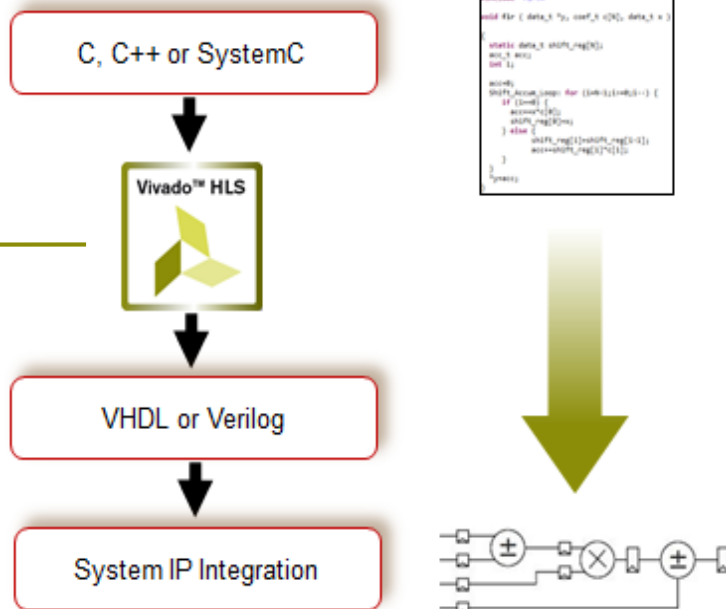 C, C++ or SystemC
Vivado™ HLS
VHDL or Verilog
System IP Integration
void fir ( data_t *y, coef_t c[N], data_t x )
{
static data_t shift_reg[N];
acc_t acc;
int i;
acc=0;
Shift_Accum_Loop: for (i=N-1;i>=0;i--) {
if (i==0) {
acc+=x*c[0];
shift_reg[0]=x;
} else {
shift_reg[i]=shift_reg[i-1];
acc+=shift_reg[i]*c[i];
}
}
*y=acc;
}
±
×
±